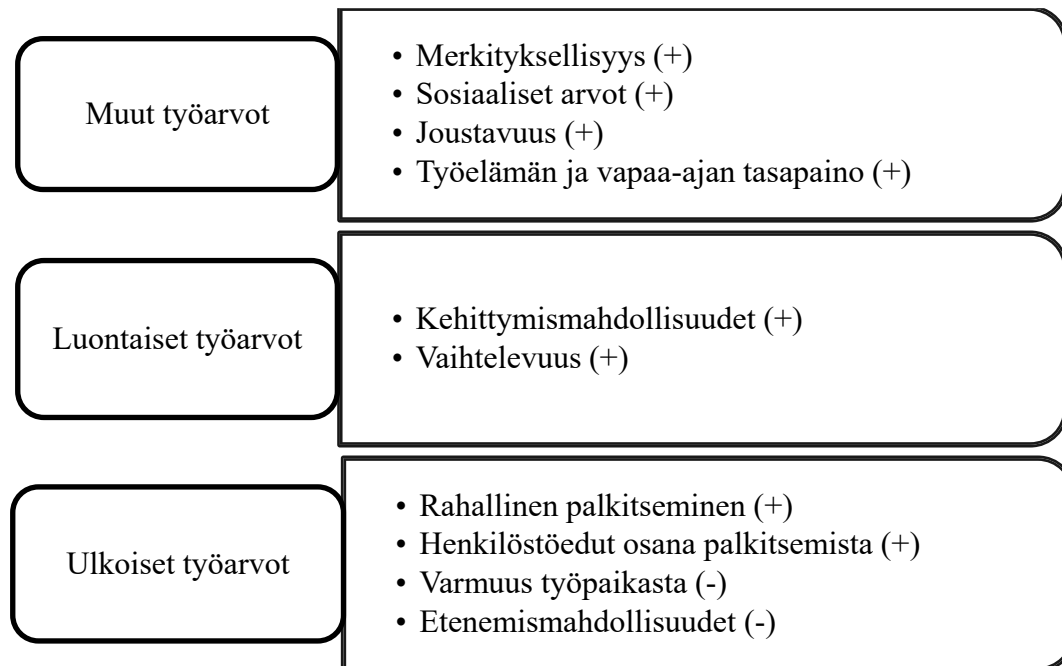 Muut työarvot
• Merkityksellisyys (+)
• Sosiaaliset arvot (+)
• Joustavuus (+)
• Työelämän ja vapaa-ajan tasapaino (+)
Luontaiset työarvot
• Kehittymismahdollisuudet (+)
• Vaihtelevuus (+)
Ulkoiset työarvot
• Rahallinen palkitseminen (+)
• Henkilöstöedut osana palkitsemista (+)
• Varmuus työpaikasta (-)
• Etenemismahdollisuudet (-)